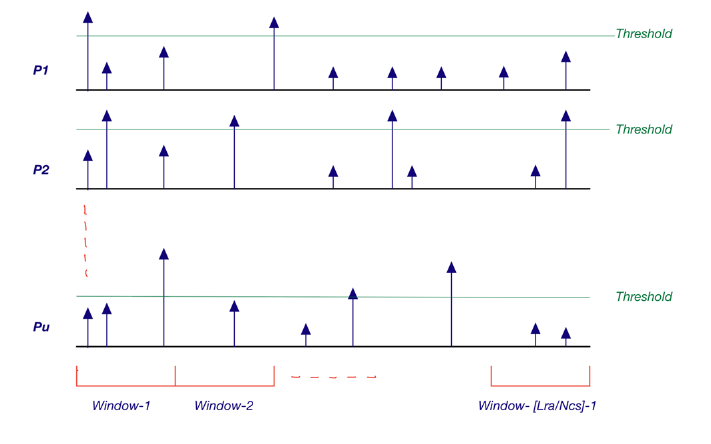 Threshold
P1
Threshold
P2
Threshold
Pu
Window-1
Window-2
Window- [Lra/Ncs]-1